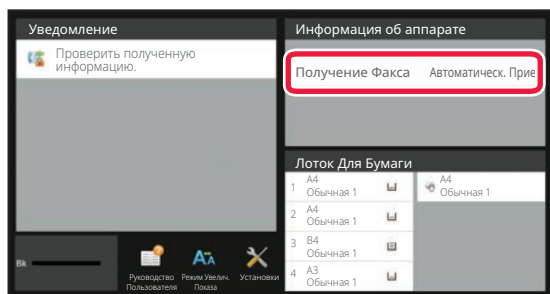 Уведомление
Проверить полученную
информацию.
Информация об аппарате
Получение Факса Автоматическ. Прие
Лоток Для Бумаги
1 A4
Обычная 1
2 A4
Обычная 1
3 B4
Обычная 1
4 A3
Обычная 1
A4
Обычная 1
Bk
Руководство
Пользователя
Режим Увелич.
Показа
Установки